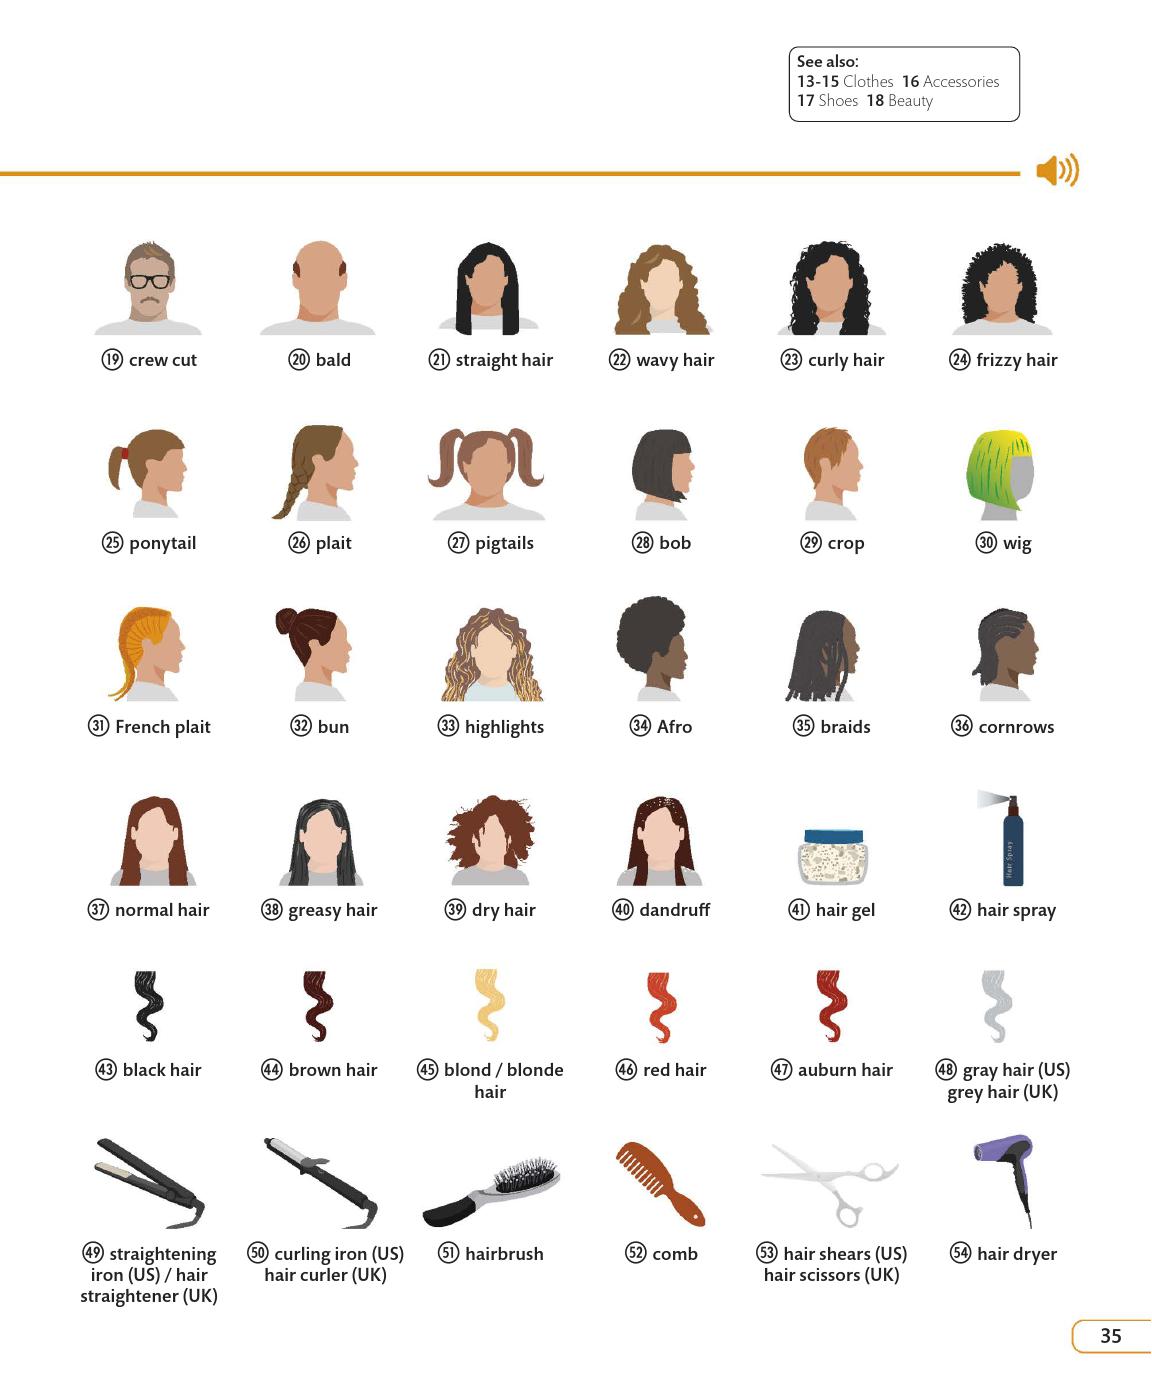 See also:
13-15 Clothes 16 Accessories
17 Shoes 18 Beauty
19 crew cut
20 bald
21 straight hair
22 wavy hair
23 curly hair
24 frizzy hair
25 ponytail
26 plait
27 pigtails
28 bob
29 crop
30 wig
31 French plait
32 bun
33 highlights
34 Afro
35 braids
36 cornrows
Hair Spray
37 normal hair
38 greasy hair
39 dry hair
40 dandruff
41 hair gel
42 hair spray
43 black hair
44 brown hair
45 blond / blonde
hair
46 red hair
47 auburn hair
48 gray hair (US)
grey hair (UK)
49 straightening
iron (US) / hair
straightener (UK)
50 curling iron (US)
hair curler (UK)
51 hairbrush
52 comb
53 hair shears (US)
hair scissors (UK)
54 hair dryer
35